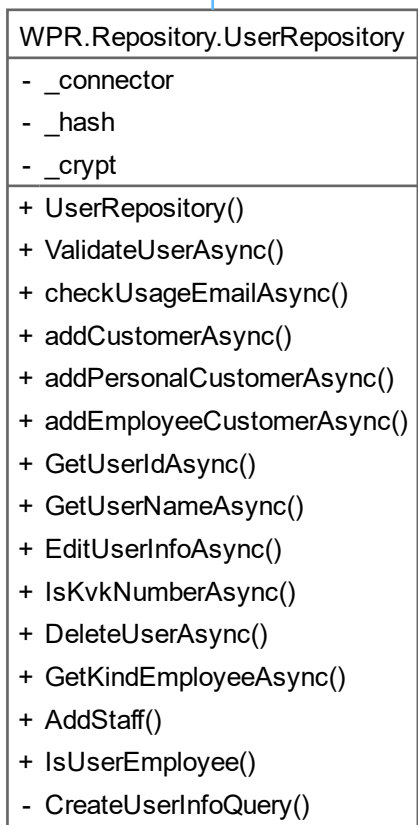 WPR.Repository.UserRepository
- _connector
- _hash
- _crypt
+ UserRepository()
+ ValidateUserAsync()
+ checkUsageEmailAsync()
+ addCustomerAsync()
+ addPersonalCustomerAsync()
+ addEmployeeCustomerAsync()
+ GetUserIdAsync()
+ GetUserNameAsync()
+ EditUserInfoAsync()
+ IsKvkNumberAsync()
+ DeleteUserAsync()
+ GetKindEmployeeAsync()
+ AddStaff()
+ IsUserEmployee()
- CreateUserInfoQuery()